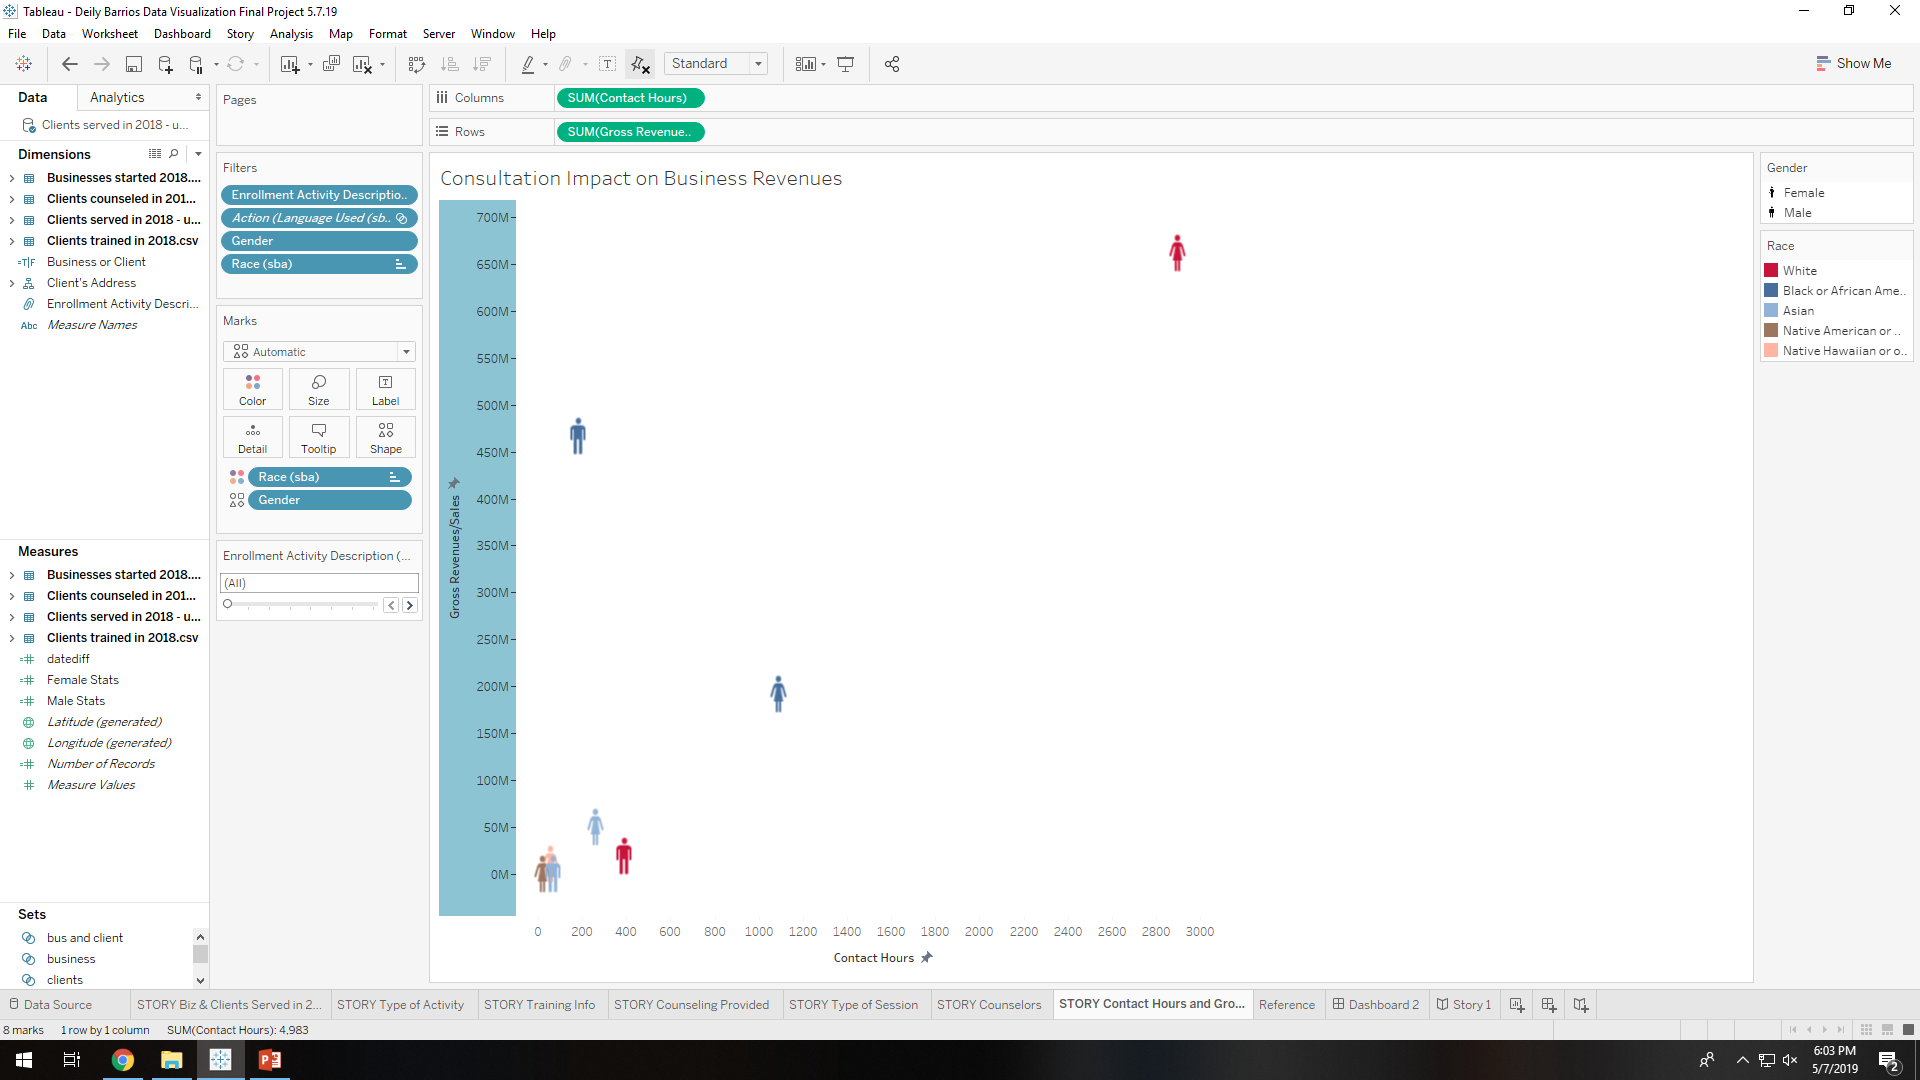 Tableau - Deily Barrios Data Visualization Final Project 5.7.19
File Data Worksheet Dashboard Story Analysis Map Format Server Window Help
Standard
Show Me
Data Analytics
Clients served in 2018 - u...
Dimensions
Businesses started 2018....
Clients counseled in 201...
Clients served in 2018 - u...
Clients trained in 2018.csv
=T|F Business or Client
Client's Address
Enrollment Activity Descri...
Abc Measure Names
Measures
Businesses started 2018....
Clients counseled in 201...
Clients served in 2018 - u...
Clients trained in 2018.csv
datediff
Female Stats
Male Stats
Latitude (generated)
Longitude (generated)
Number of Records
Measure Values
Sets
bus and client
business
clients
Pages
Filters
Enrollment Activity Descriptio..
Action (Language Used (sb..
Gender
Race (sba)
Marks
Automatic
Color Size Label
Detail Tooltip Shape
Race (sba)
Gender
Enrollment Activity Description (...
(All)
Columns SUM(Contact Hours)
Rows SUM(Gross Revenue..
Consultation Impact on Business Revenues
Gross Revenues/Sales
700M
650M
600M
550M
500M
450M
400M
350M
300M
250M
200M
150M
100M
50M
0M
0 200 400 600 800 1000 1200 1400 1600 1800 2000 2200 2400 2600 2800 3000
Contact Hours
Gender
Female
Male
Race
White
Black or African Ame..
Asian
Native American or ..
Native Hawaiian or o..
Data Source STORY Biz & Clients Served in 2... STORY Type of Activity STORY Training Info STORY Counseling Provided STORY Type of Session STORY Counselors STORY Contact Hours and Gro... Reference Dashboard 2 Story 1
8 marks 1 row by 1 column SUM(Contact Hours): 4,983
6:03 PM
5/7/2019
2